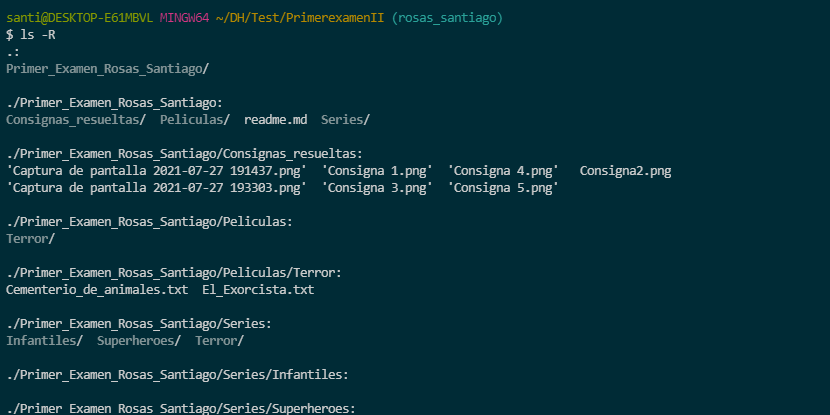 santi@DESKTOP-E61MBVL MINGW64 ~/DH/Test/PrimerexamenII (rosas_santiago)
$ ls -R
.:
Primer_Examen_Rosas_Santiago/
./Primer_Examen_Rosas_Santiago:
Consignas_resueltas/  Peliculas/  readme.md  Series/
./Primer_Examen_Rosas_Santiago/Consignas_resueltas:
'Captura de pantalla 2021-07-27 191437.png'  'Consigna 1.png'  'Consigna 4.png'   Consigna2.png
'Captura de pantalla 2021-07-27 193303.png'  'Consigna 3.png'  'Consigna 5.png'
./Primer_Examen_Rosas_Santiago/Peliculas:
Terror/
./Primer_Examen_Rosas_Santiago/Peliculas/Terror:
Cementerio_de_animales.txt  El_Exorcista.txt
./Primer_Examen_Rosas_Santiago/Series:
Infantiles/  Superheroes/  Terror/
./Primer_Examen_Rosas_Santiago/Series/Infantiles:
./Primer_Examen_Rosas_Santiago/Series/Superheroes: